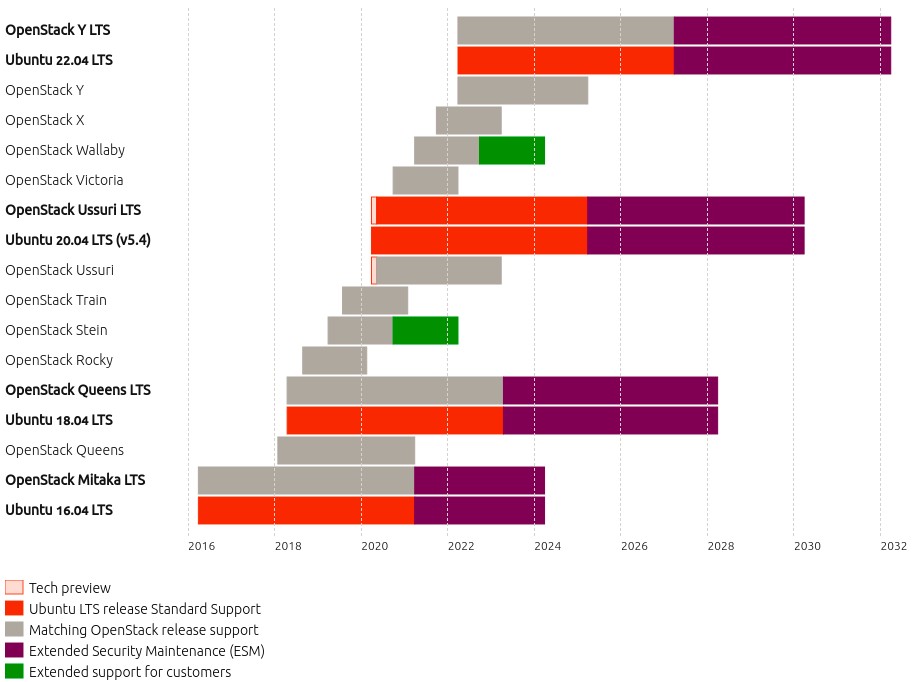 OpenStack Y LTS
Ubuntu 22.04 LTS
OpenStack Y
OpenStack X
OpenStack Wallaby
OpenStack Victoria
OpenStack Ussuri LTS
Ubuntu 20.04 LTS (v5.4)
OpenStack Ussuri
OpenStack Train
OpenStack Stein
OpenStack Rocky
OpenStack Queens LTS
Ubuntu 18.04 LTS
OpenStack Queens
OpenStack Mitaka LTS
Ubuntu 16.04 LTS
2016 2018 2020 2022 2024 2026 2028 2030 2032
Tech preview
Ubuntu LTS release Standard Support
Matching OpenStack release support
Extended Security Maintenance (ESM)
Extended support for customers